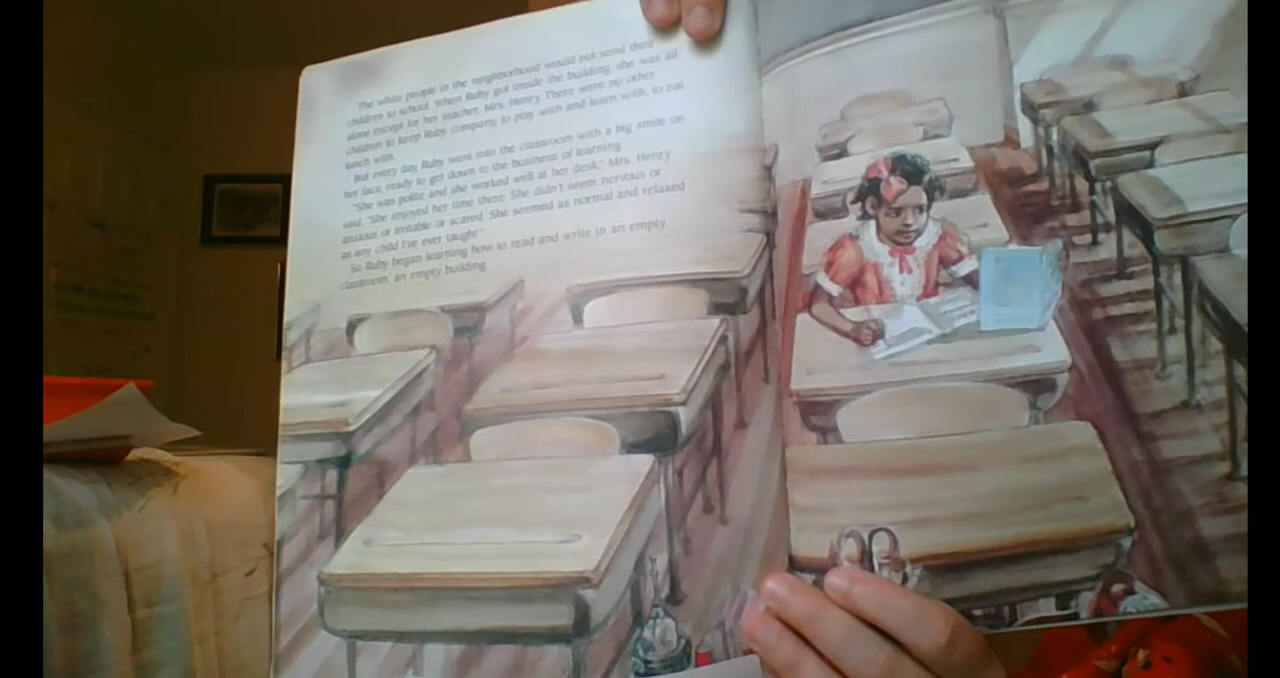 The white people in the neighborhood would not send their
children to school. When Ruby got inside the building, she was all
alone except for her teacher, Mrs. Henry. There were no other
children to keep Ruby company, to play with and learn with, to eat
lunch with.
But every day, Ruby went into the classroom with a big smile on
her face, ready to get down to the business of learning.
"She was polite and she worked well at her desk," Mrs. Henry
said. "She enjoyed her time there. She didn't seem nervous or
anxious or irritable or scared. She seemed as normal and relaxed
as any child I've ever taught."
So Ruby began learning how to read and write in an empty
classroom, an empty building.